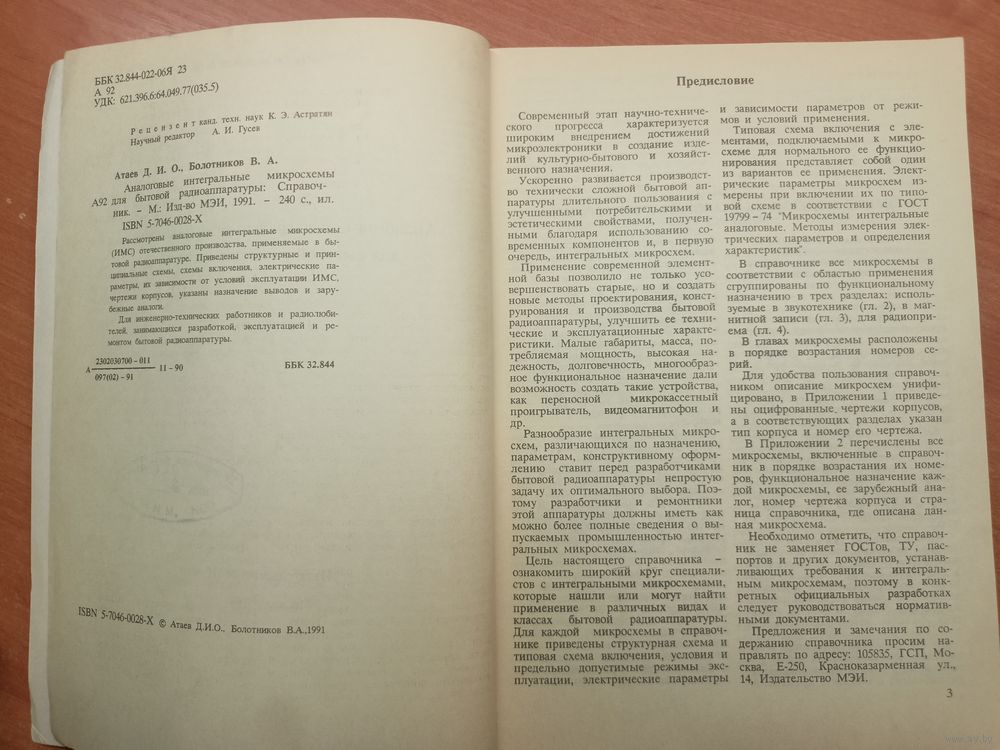 ББК 32.844-022-06Я 23
А 92
УДК: 621.396.6:64.049.77(035.5)
Рецензент канд. техн. наук К. Э. Астратян
Научный редактор А. И. Гусев
Атаев Д. И. О., Болотников В. А.
Аналоговые интегральные микросхемы
А92 для бытовой радиоаппаратуры: Справоч-
ник. – М.: Изд-во МЭИ, 1991. – 240 с., ил.
ISBN 5-7046-0028-X
Рассмотрены аналоговые интегральные микросхемы
(ИМС) отечественного производства, применяемые в бы-
товой радиоаппаратуре. Приведены структурные и прин-
ципиальные схемы, схемы включения, электрические па-
раметры, их зависимости от условий эксплуатации ИМС,
чертежи корпусов, указаны назначение выводов и зару-
бежные аналоги.
Для инженерно-технических работников и радиолюби-
телей, занимающихся разработкой, эксплуатацией и ре-
монтом бытовой радиоаппаратуры.
2302030700 – 011
А 11 – 90
097(02) – 91
ББК 32.844
ISBN 5-7046-0028-X © Атаев Д.И.О., Болотников В.А.,1991
Предисловие
Современный этап научно-техниче-
ского прогресса характеризуется
широким внедрением достижений
микроэлектроники в создание изде-
лий культурно-бытового и хозяйст-
венного назначения.
Ускоренно развивается производст-
во технически сложной бытовой ап-
паратуры длительного пользования с
улучшенными потребительскими и
эстетическими свойствами, получен-
ными благодаря использованию со-
временных компонентов и, в первую
очередь, интегральных микросхем.
Применение современной элемент-
ной базы позволило не только усо-
вершенствовать старые, но и создать
новые методы проектирования, конст-
руирования и производства бытовой
радиоаппаратуры, улучшить ее техни-
ческие и эксплуатационные характе-
ристики. Малые габариты, масса, по-
требляемая мощность, высокая на-
дежность, долговечность, многообраз-
ное функциональное назначение дали
возможность создать такие устройства,
как переносной микрокассетный
проигрыватель, видеомагнитофон и
др.
Разнообразие интегральных микро-
схем, различающихся по назначению,
параметрам, конструктивному оформ-
лению ставит перед разработчиками
бытовой радиоаппаратуры непростую
задачу их оптимального выбора. Поэ-
тому разработчики и ремонтники
этой аппаратуры должны иметь как
можно более полные сведения о вы-
пускаемых промышленностью интег-
ральных микросхемах.
Цель настоящего справочника –
ознакомить широкий круг специали-
стов с интегральными микросхемами,
которые нашли или могут найти
применение в различных видах и
классах бытовой радиоаппаратуры.
Для каждой микросхемы в справоч-
нике приведены структурная схема и
типовая схема включения, условия и
предельно допустимые режимы экс-
плуатации, электрические параметры
и зависимости параметров от режи-
мов и условий применения.
Типовая схема включения с эле-
ментами, подключаемыми к микро-
схеме для нормального ее функцио-
нирования представляет собой один
из вариантов ее применения. Элект-
рические параметры микросхем из-
мерены при включении их по типо-
вой схеме в соответствии с ГОСТ
19799 – 74 "Микросхемы интегральные
аналоговые. Методы измерения элек-
трических параметров и определения
характеристик".
В справочнике все микросхемы в
соответствии с областью применения
сгруппированы по функциональному
назначению в трех разделах: исполь-
зуемые в звукотехнике (гл. 2), в маг-
нитной записи (гл. 3), для радиопри-
ема (гл. 4).
В главах микросхемы расположены
в порядке возрастания номеров се-
рий.
Для удобства пользования справоч-
ником описание микросхем унифи-
цировано, в Приложении 1 приведе-
ны оцифрованные чертежи корпусов,
а в соответствующих разделах указан
тип корпуса и номер его чертежа.
В Приложении 2 перечислены все
микросхемы, включенные в справоч-
ник в порядке возрастания их номе-
ров, функциональное назначение каж-
дой микросхемы, ее зарубежный ана-
лог, номер чертежа корпуса и стра-
ница справочника, где описана дан-
ная микросхема.
Необходимо отметить, что справоч-
ник не заменяет ГОСТов, ТУ, пас-
портов и других документов, устанав-
ливающих требования к интеграль-
ным микросхемам, поэтому в конк-
ретных официальных разработках
следует руководствоваться норматив-
ными документами.
Предложения и замечания по со-
держанию справочника просим на-
правлять по адресу: 105835, ГСП, Мо-
сква, Е-250, Красноказарменная ул.,
14, Издательство МЭИ.
3